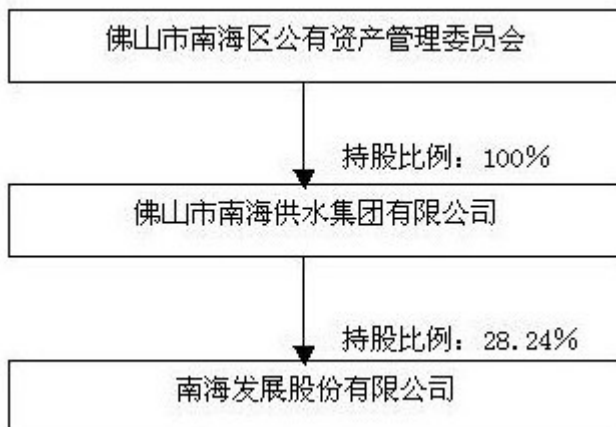 佛山市南海区公有资产管理委员会
持股比例：100%
佛山市南海供水集团有限公司
持股比例：28.24%
南海发展股份有限公司